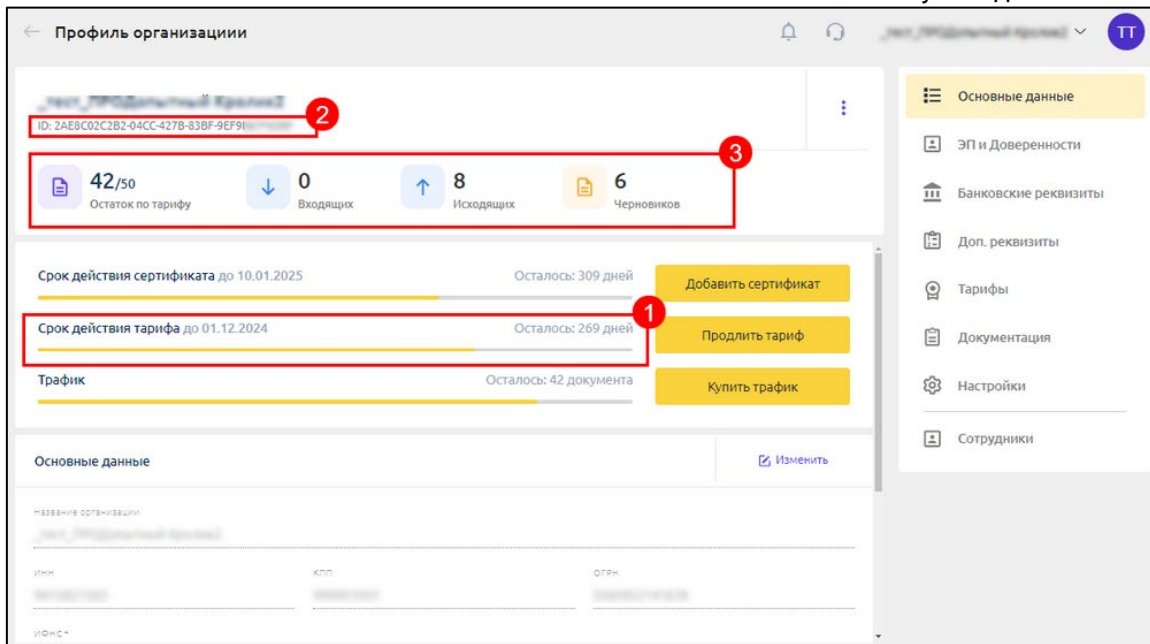 Профиль организациии
ТТ
ID: 2AE8C02C2B2-04CC-427B-83BF-9EF9
2
3
42/50
Остаток по тарифу
0
Входящих
8
Исходящих
6
Черновиков
Срок действия сертификата до 10.01.2025
Осталось: 309 дней
Добавить сертификат
1
Срок действия тарифа до 01.12.2024
Осталось: 269 дней
Продлить тариф
Трафик
Осталось: 42 документа
Купить трафик
Основные данные
Изменить
Название организации
ИНН
КПП
ОГРН
ИФНС*
Основные данные
ЭП и Доверенности
Банковские реквизиты
Доп. реквизиты
Тарифы
Документация
Настройки
Сотрудники